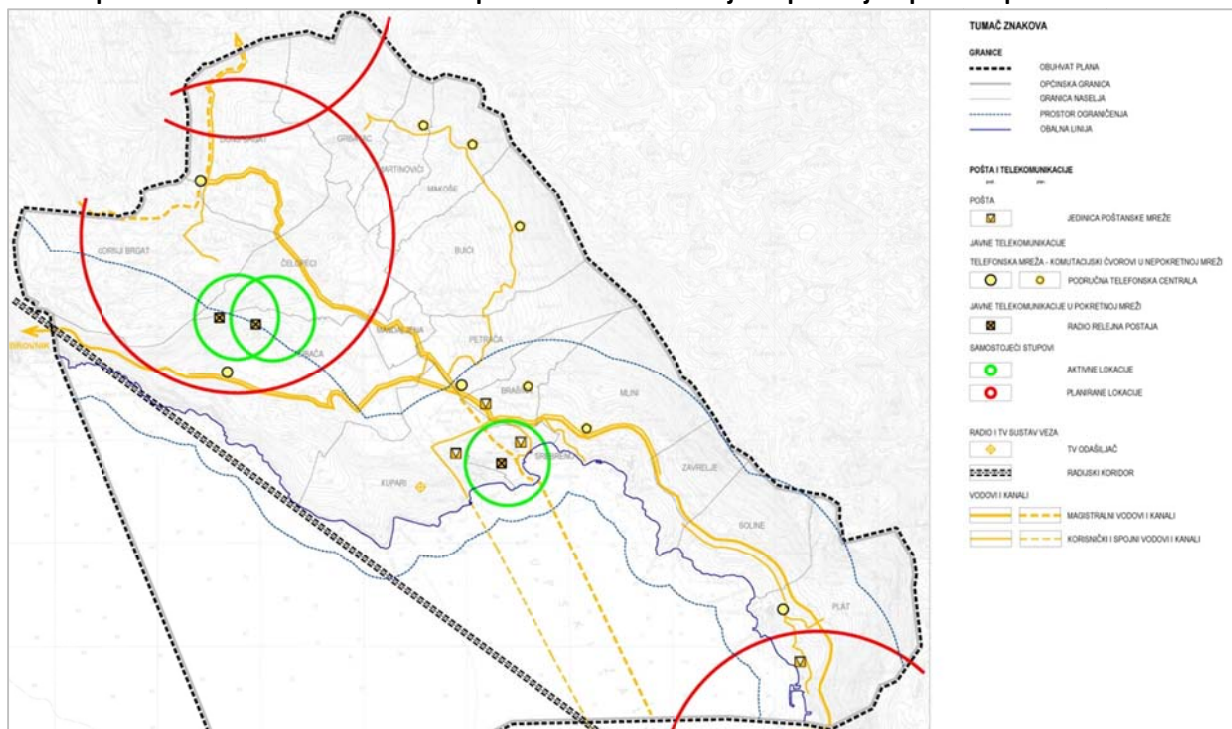 GORNJI BRGAT
GRBAVAC
MARTINOVIĆI
MAKOŠE
BUIĆI
ČELOPECI
MANDALJENA
PETRAČA
MLINI
SREBRENO
KUPARI
ZAVRELJE
SOLINE
PLAT
TUMAČ ZNAKOVA
GRANICE
OBUHVAT PLANA
OPĆINSKA GRANICA
GRANICA NASELJA
PROSTOR OGRANIČENJA
OBALNA LINIJA
POŠTA I TELEKOMUNIKACIJE
POŠTA
JEDINICA POŠTANSKE MREŽE
JAVNE TELEKOMUNIKACIJE
TELEFONSKA MREŽA - KOMUTACIJSKI ČVOROVI U NEPOKRETNOJ MREŽI
PODRUČNA TELEFONSKA CENTRALA
JAVNE TELEKOMUNIKACIJE U POKRETNOJ MREŽI
RADIO RELEJNA POSTAJA
SAMOSTOJEĆI STUPOVI
AKTIVNE LOKACIJE
PLANIRANE LOKACIJE
RADIO I TV SUSTAV VEZA
TV ODAŠILJAČ
RADIJSKI KORIDOR
VODOVI I KANALI
MAGISTRALNI VODOVI I KANALI
KORISNIČKI I SPOJNI VODOVI I KANALI